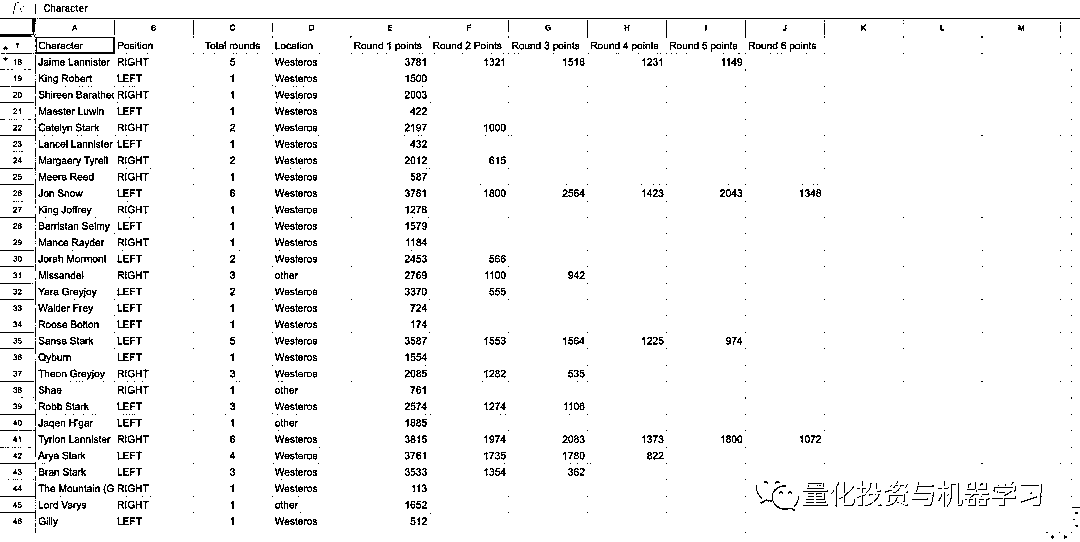 fx Character
A B C D E F G H I J K L M
1 Character Position Total rounds Location Round 1 points Round 2 Points Round 3 points Round 4 points Round 5 points Round 6 points
18 Jaime Lannister RIGHT 5 Westeros 3781 1321 1518 1231 1149
19 King Robert LEFT 1 Westeros 1500
20 Shireen Barathe RIGHT 1 Westeros 2003
21 Maester Luwin LEFT 1 Westeros 422
22 Catelyn Stark RIGHT 2 Westeros 2197 1000
23 Lancel Lannister LEFT 1 Westeros 432
24 Margaery Tyrell RIGHT 2 Westeros 2012 615
25 Meera Reed RIGHT 1 Westeros 587
26 Jon Snow LEFT 6 Westeros 3761 1800 2564 1423 2043 1348
27 King Joffrey RIGHT 1 Westeros 1278
28 Barristan Selmy LEFT 1 Westeros 1579
29 Mance Rayder RIGHT 1 Westeros 1184
30 Jorah Mormont LEFT 2 Westeros 2453 566
31 Missandei RIGHT 3 other 2769 1100 942
32 Yara Greyjoy LEFT 2 Westeros 3370 555
33 Walder Frey LEFT 1 Westeros 724
34 Roose Bolton LEFT 1 Westeros 174
35 Sansa Stark LEFT 5 Westeros 3587 1553 1564 1225 974
36 Qyburn LEFT 1 Westeros 1554
37 Theon Greyjoy RIGHT 3 Westeros 2085 1282 535
38 Shae RIGHT 1 other 761
39 Robb Stark LEFT 3 Westeros 2574 1274 1106
40 Jaqen H'gar LEFT 1 other 1885
41 Tyrion Lannister RIGHT 6 Westeros 3815 1974 2083 1373 1800 1072
42 Arya Stark LEFT 4 Westeros 3761 1735 1780 822
43 Bran Stark LEFT 3 Westeros 3533 1354 362
44 The Mountain (G RIGHT 1 Westeros 113
45 Lord Varys RIGHT 1 other 1652
46 Gilly LEFT 1 Westeros 512
量化投资与机器学习